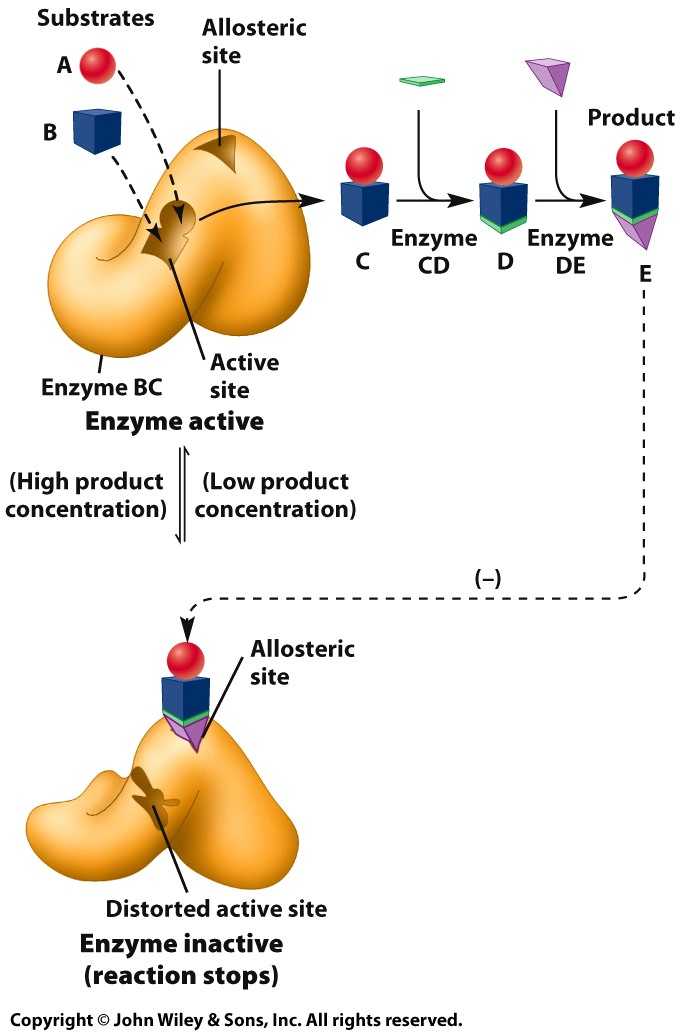 Substrates
A
B
Allosteric
site
Product
C
Enzyme
CD
D
Enzyme
DE
E
Active
site
Enzyme BC
Enzyme active
(High product
concentration)
(Low product
concentration)
(–)
Allosteric
site
Distorted active site
Enzyme inactive
(reaction stops)
Copyright © John Wiley & Sons, Inc. All rights reserved.